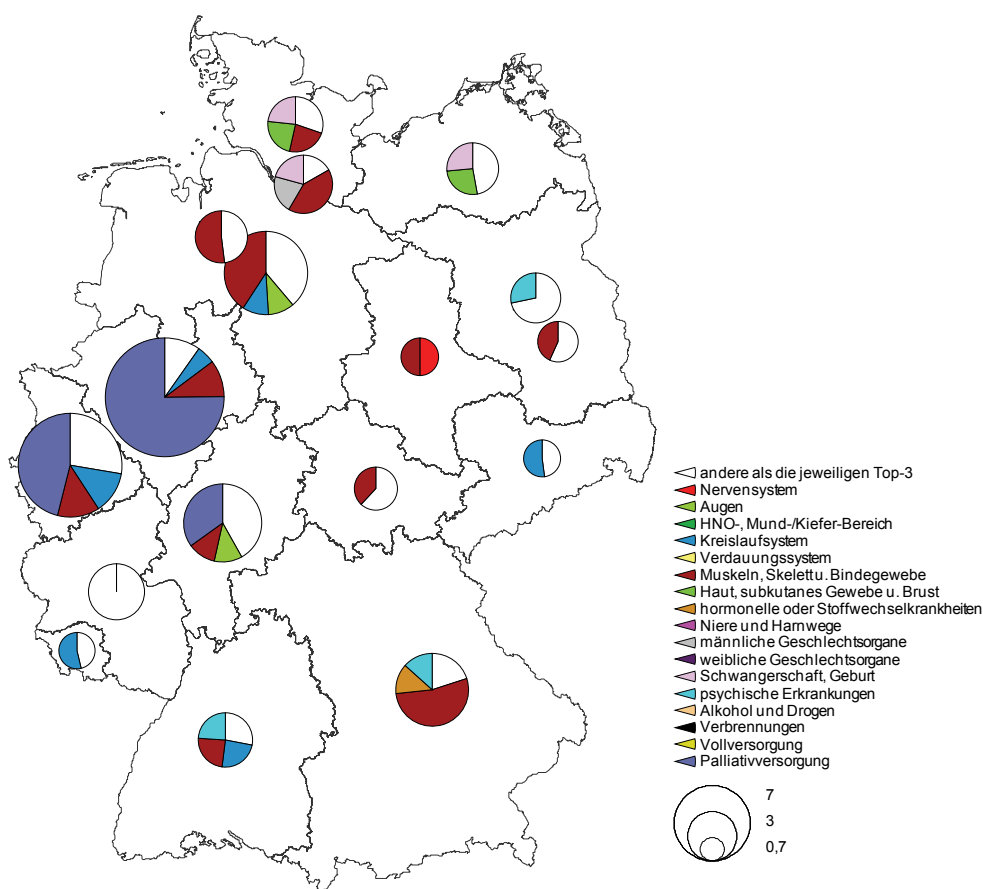 andere als die jeweiligen Top-3
Nervensystem
Augen
HNO-, Mund-/Kiefer-Bereich
Kreislaufsystem
Verdauungssystem
Muskeln, Skelett u. Bindegewebe
Haut, subkutanes Gewebe u. Brust
hormonelle oder Stoffwechselkrankheiten
Niere und Harnwege
männliche Geschlechtsorgane
weibliche Geschlechtsorgane
Schwangerschaft, Geburt
psychische Erkrankungen
Alkohol und Drogen
Verbrennungen
Vollversorgung
Palliativversorgung
7
3
0,7